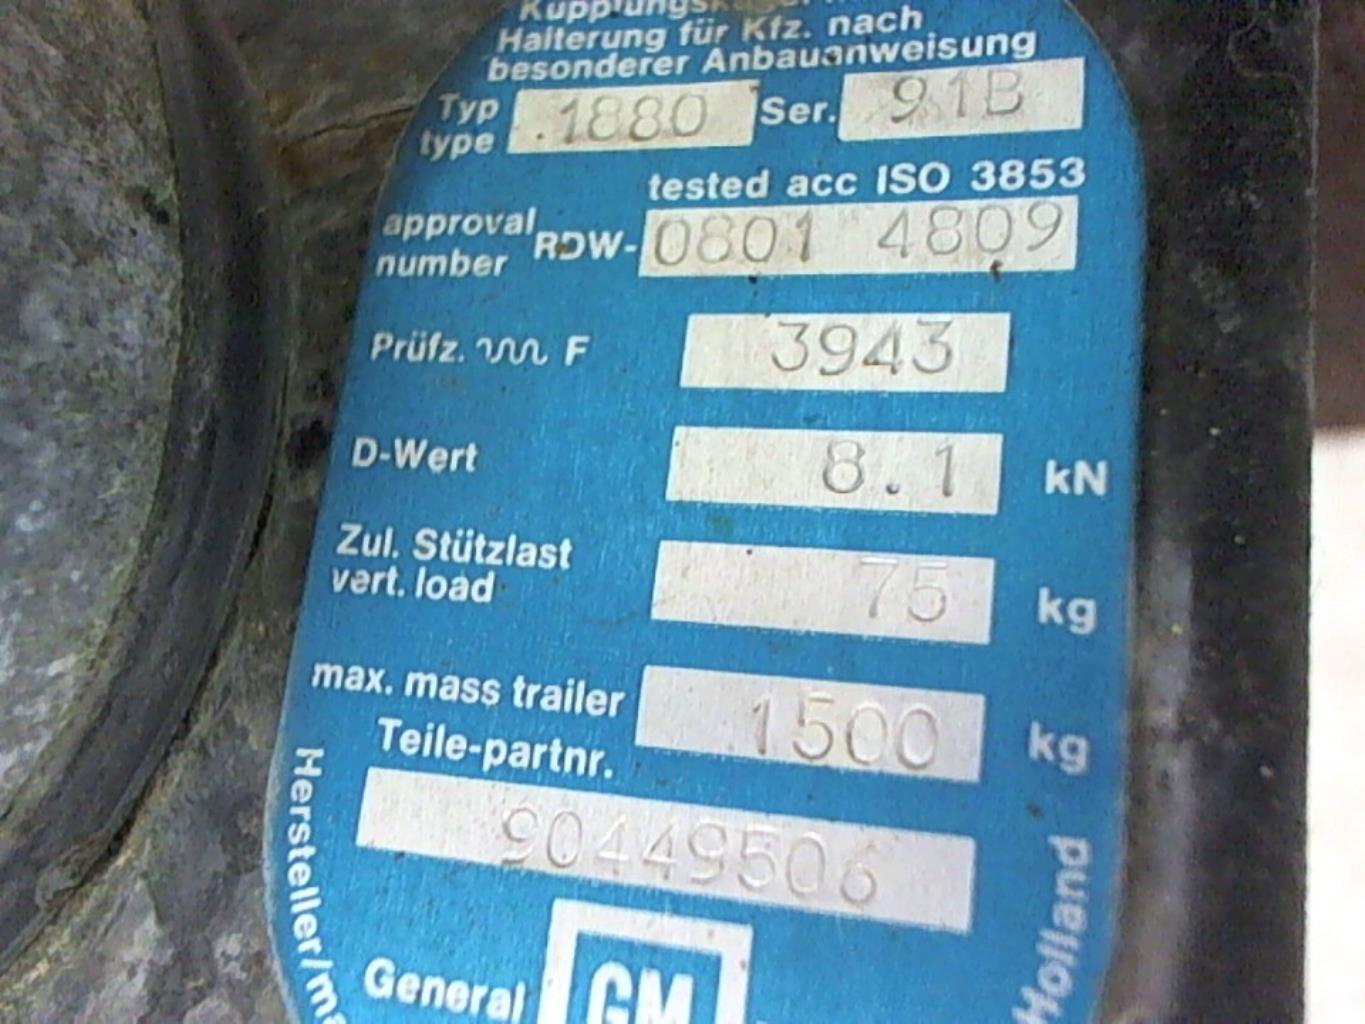 Kupplungskugel
Halterung für Kfz. nach
besonderer Anbauanweisung
Typ
type
.1880
Ser.
91B
tested acc ISO 3853
approval
number
RDW-
0801 4809
Prüfz. F
3943
D-Wert
8.1
kN
Zul. Stützlast
vert. load
75
kg
max. mass trailer
1500
kg
Teile-partnr.
90449506
Hersteller/ma
General
GM
Holland